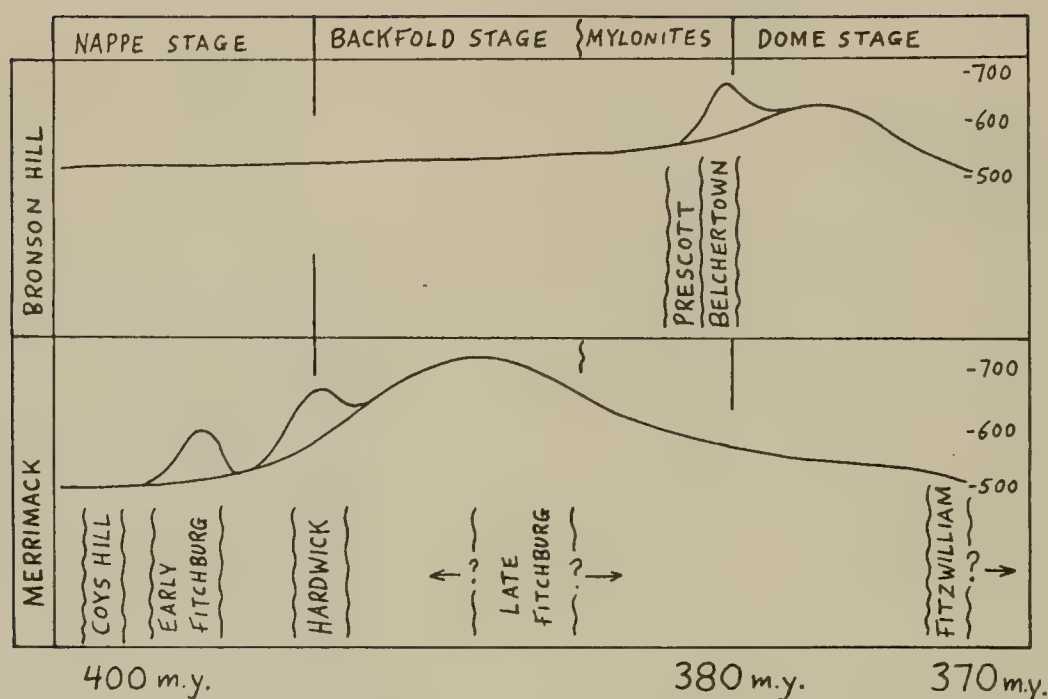 NAPPE STAGE
BACKFOLD STAGE
MYLONITES
DOME STAGE
BRONSON HILL
-700
-600
-500
PRESCOTT
BELCHERTOWN
MERRIMACK
-700
-600
-500
COYS HILL
EARLY
FITCHBURG
HARDWICK
?
LATE
FITCHBURG
?
FITZWILLIAM
?
400 m.y.
380 m.y.
370 m.y.